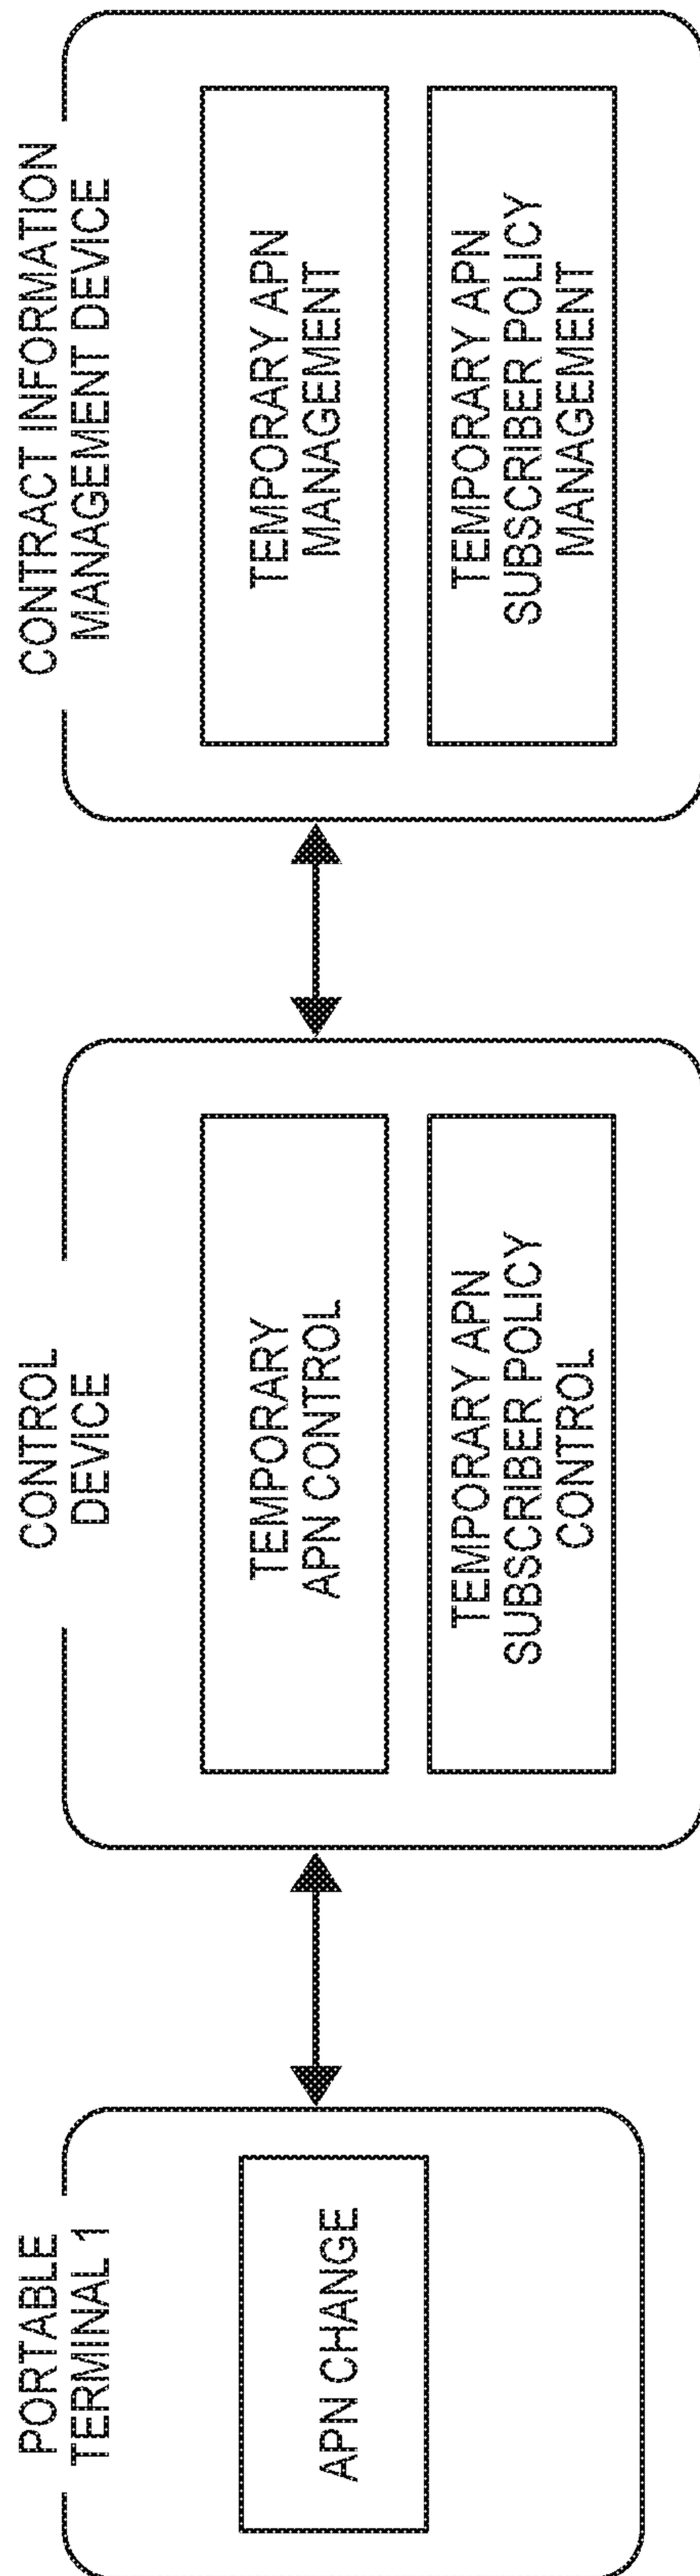 PORTABLE
TERMINAL 1
APN CHANGE
CONTROL
DEVICE
TEMPORARY
APN CONTROL
TEMPORARY APN
SUBSCRIBER POLICY
CONTROL
CONTRACT INFORMATION
MANAGEMENT DEVICE
TEMPORARY APN
MANAGEMENT
TEMPORARY APN
SUBSCRIBER POLICY
MANAGEMENT